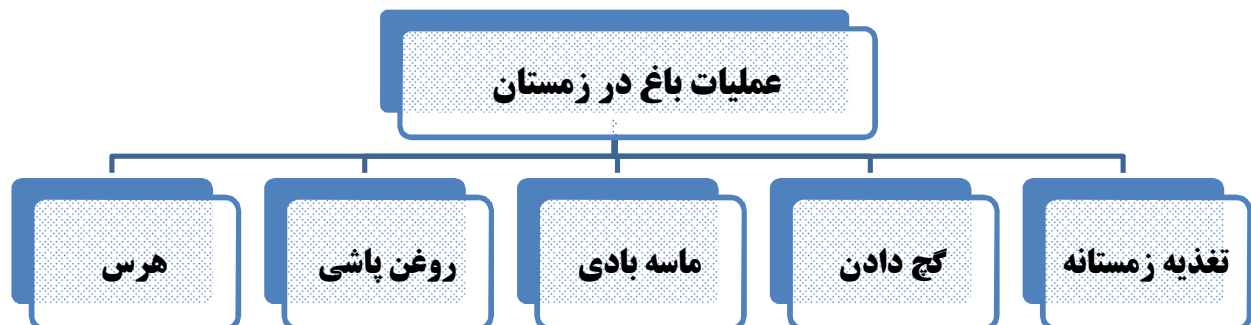 عملیات باغ در زمستان
تغذیه زمستانه
گچ دادن
ماسه بادی
روغن پاشی
هرس